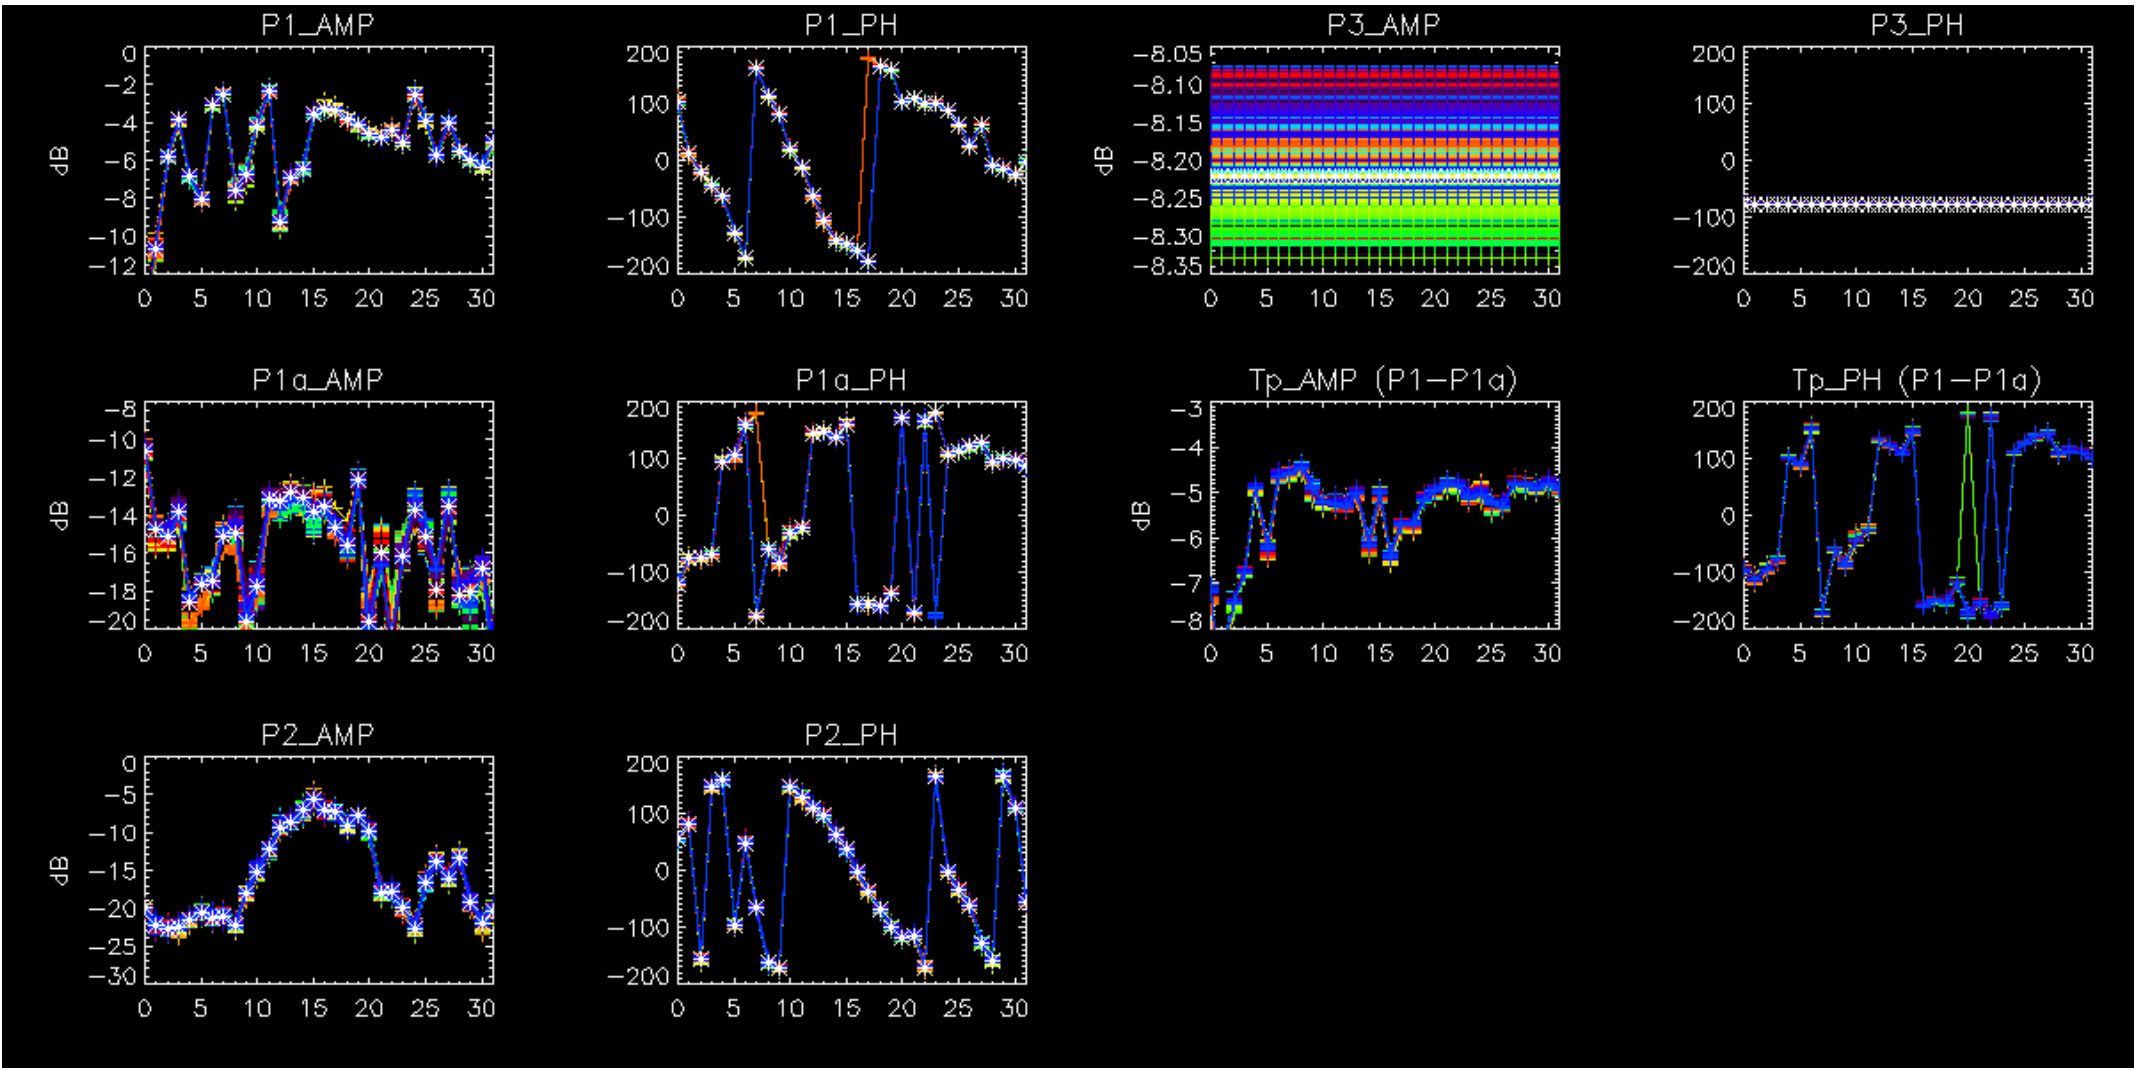 P1_AMP
P1_PH
P3_AMP
P3_PH
dB
0
−2
−4
−6
−8
−10
−12
0 5 10 15 20 25 30
200
100
0
−100
−200
0 5 10 15 20 25 30
dB
−8.05
−8.10
−8.15
−8.20
−8.25
−8.30
−8.35
0 5 10 15 20 25 30
200
100
0
−100
−200
0 5 10 15 20 25 30
P1a_AMP
P1a_PH
Tp_AMP (P1−P1a)
Tp_PH (P1−P1a)
dB
−8
−10
−12
−14
−16
−18
−20
0 5 10 15 20 25 30
200
100
0
−100
−200
0 5 10 15 20 25 30
dB
−3
−4
−5
−6
−7
−8
0 5 10 15 20 25 30
200
100
0
−100
−200
0 5 10 15 20 25 30
P2_AMP
P2_PH
dB
0
−5
−10
−15
−20
−25
−30
0 5 10 15 20 25 30
200
100
0
−100
−200
0 5 10 15 20 25 30